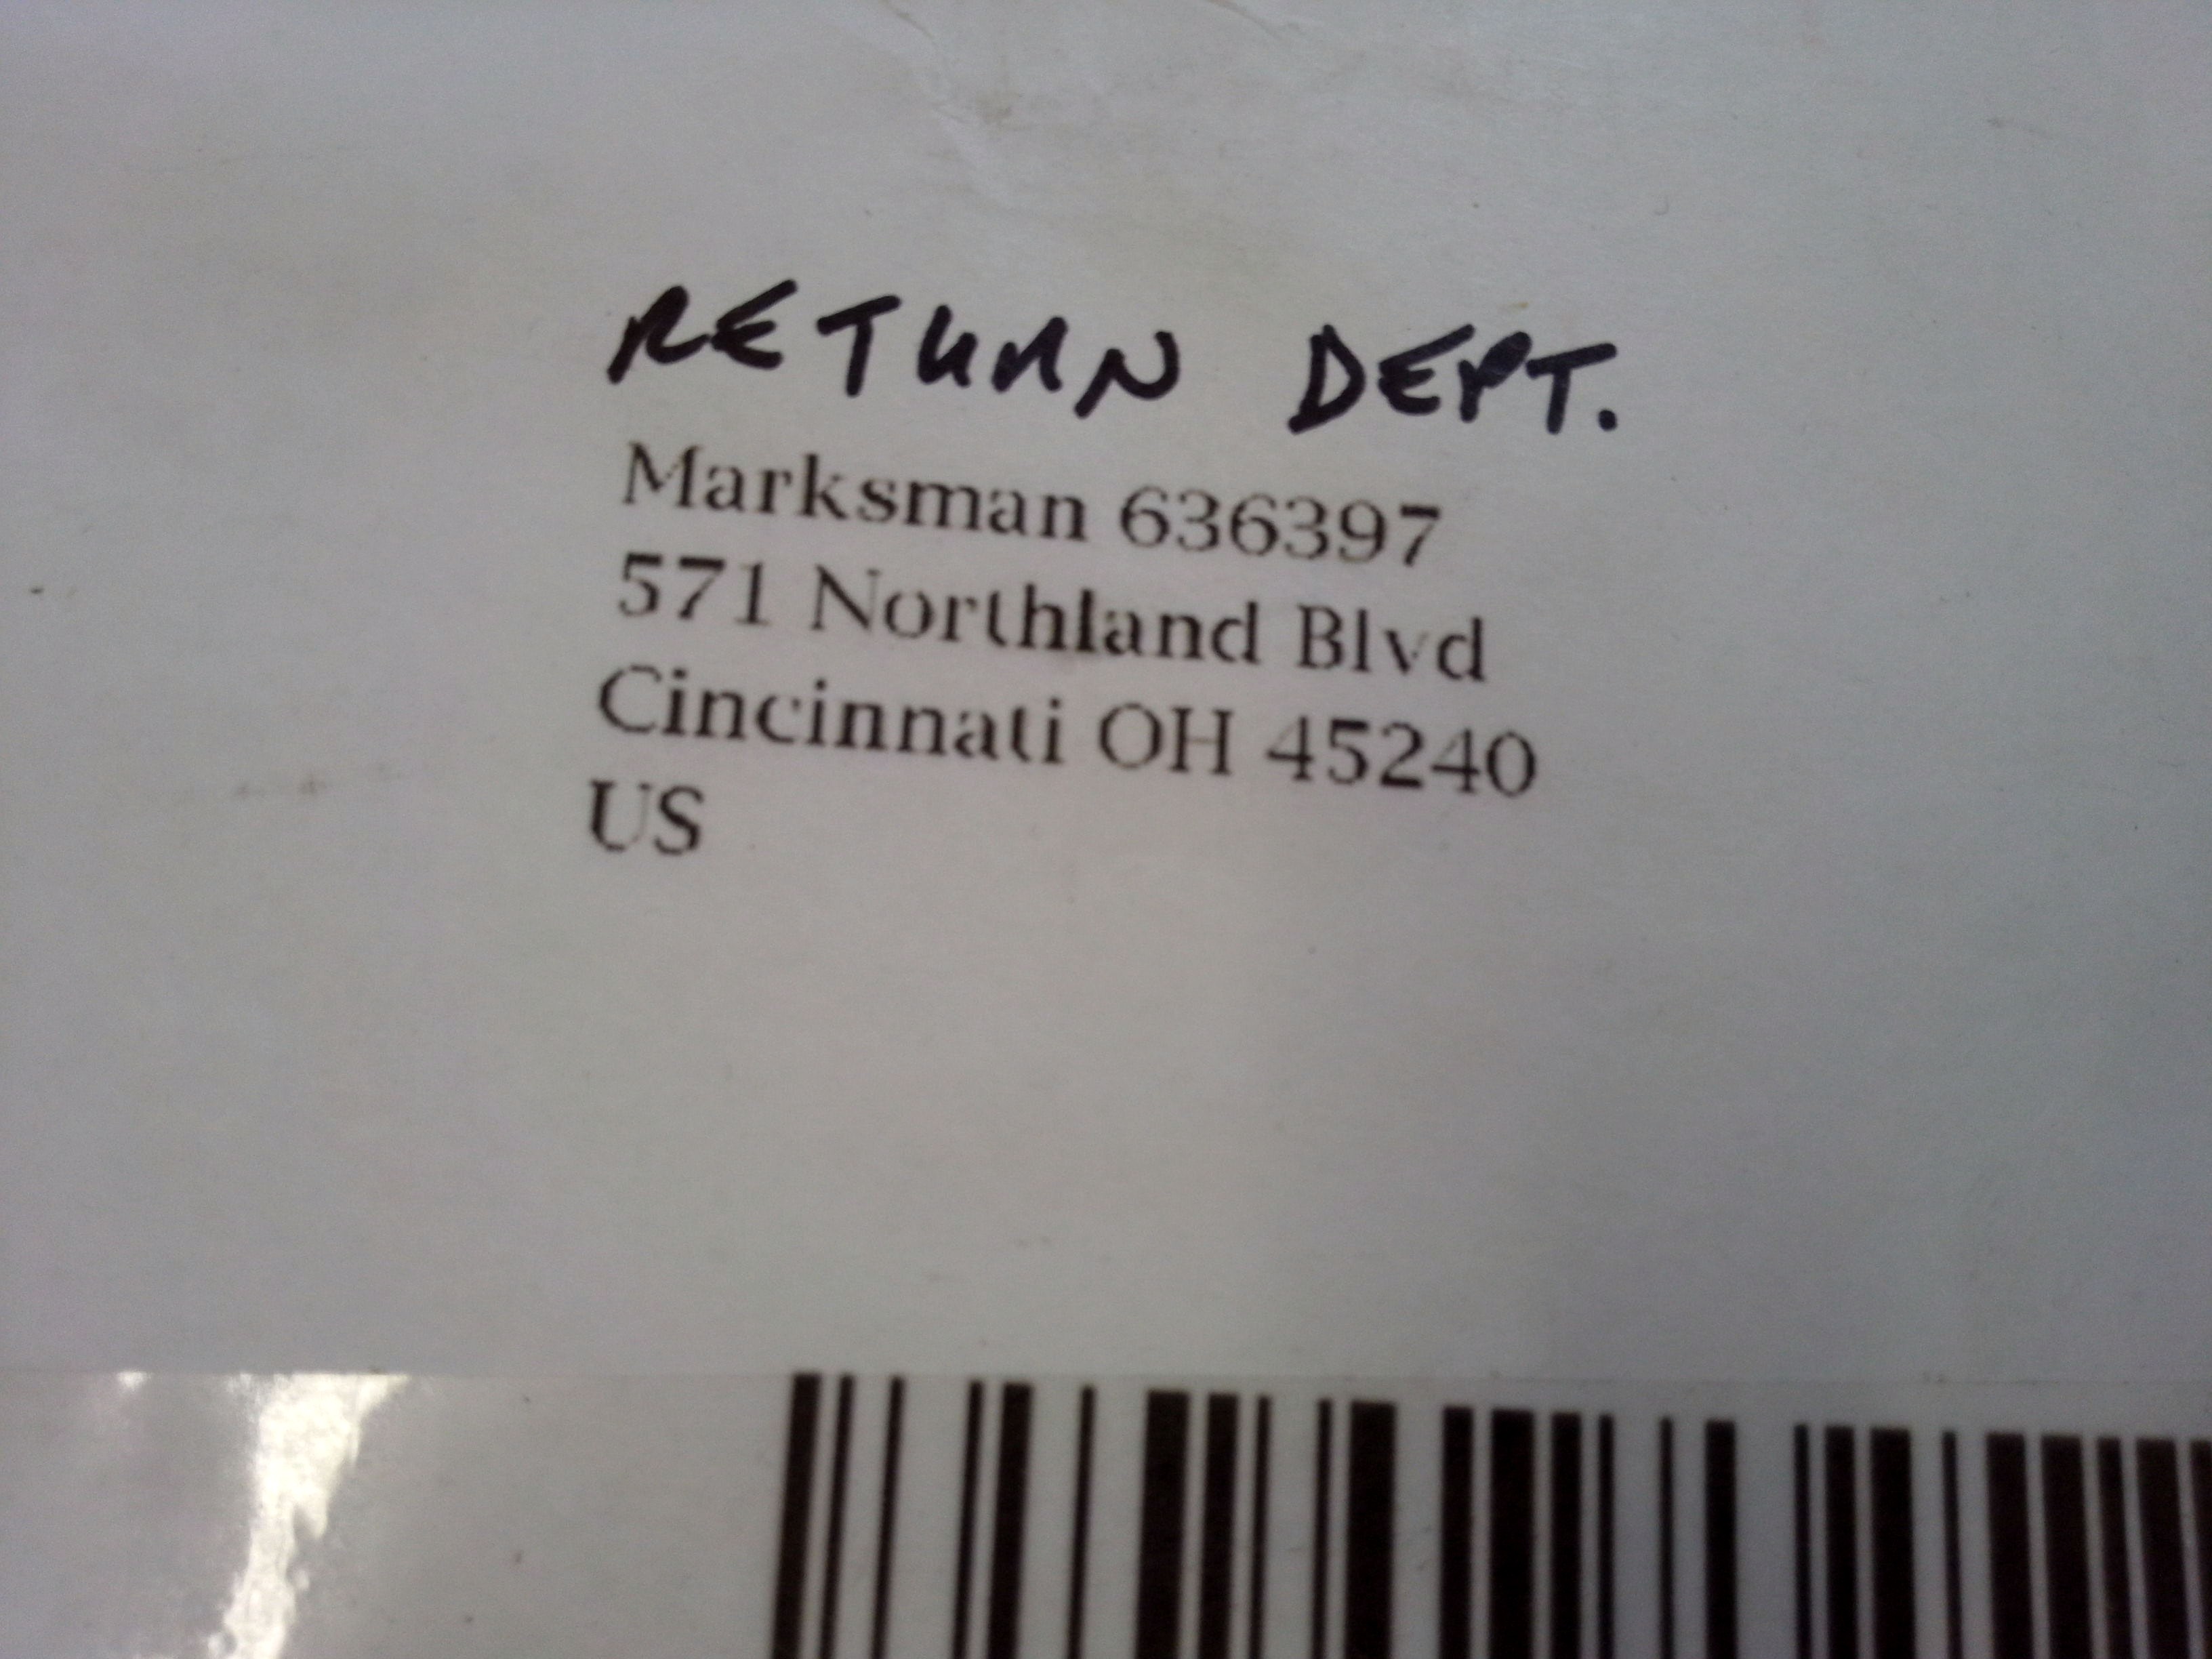 RETURN DEPT.
Marksman 636397
571 Northland Blvd
Cincinnati OH 45240
US